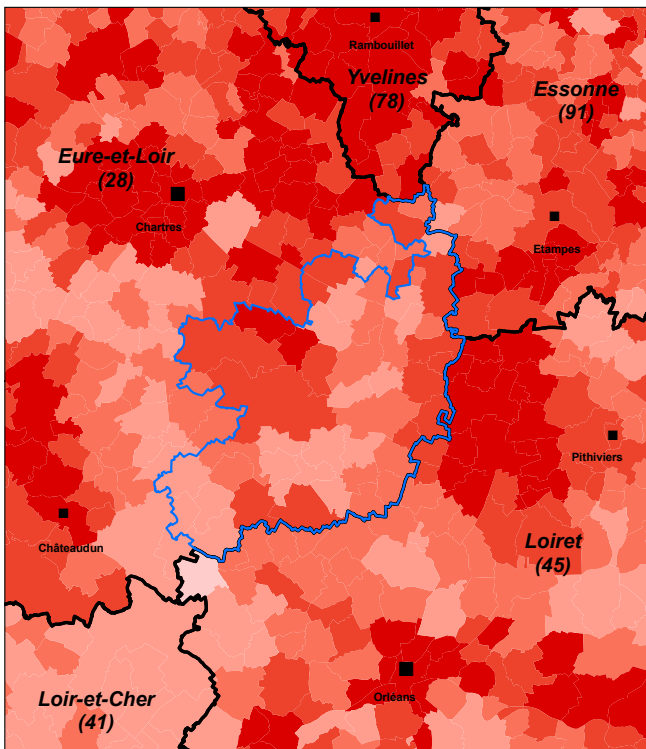 Rambouillet
Yvelines
(78)
Essonne
(91)
Eure-et-Loir
(28)
Chartres
Etampes
Pithiviers
Châteaudun
Loiret
(45)
Loir-et-Cher
(41)
Orléans